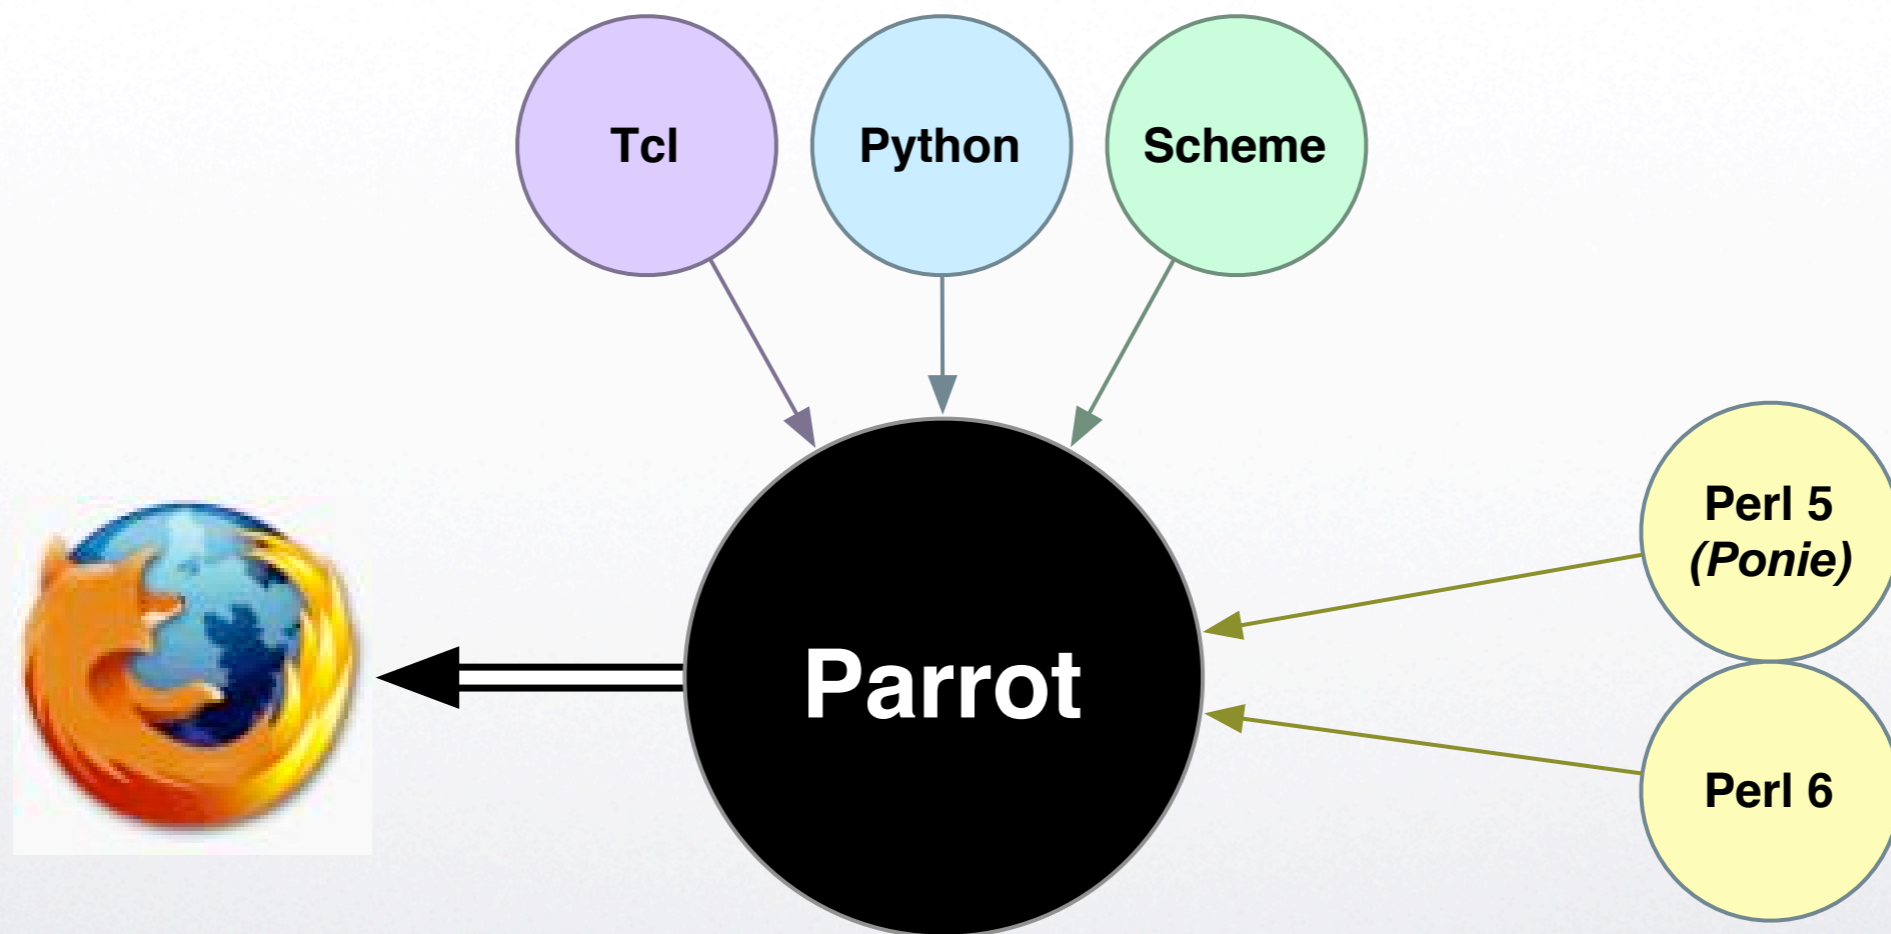 Tcl
Python
Scheme
Perl 5
(Ponie)
Parrot
Perl 6